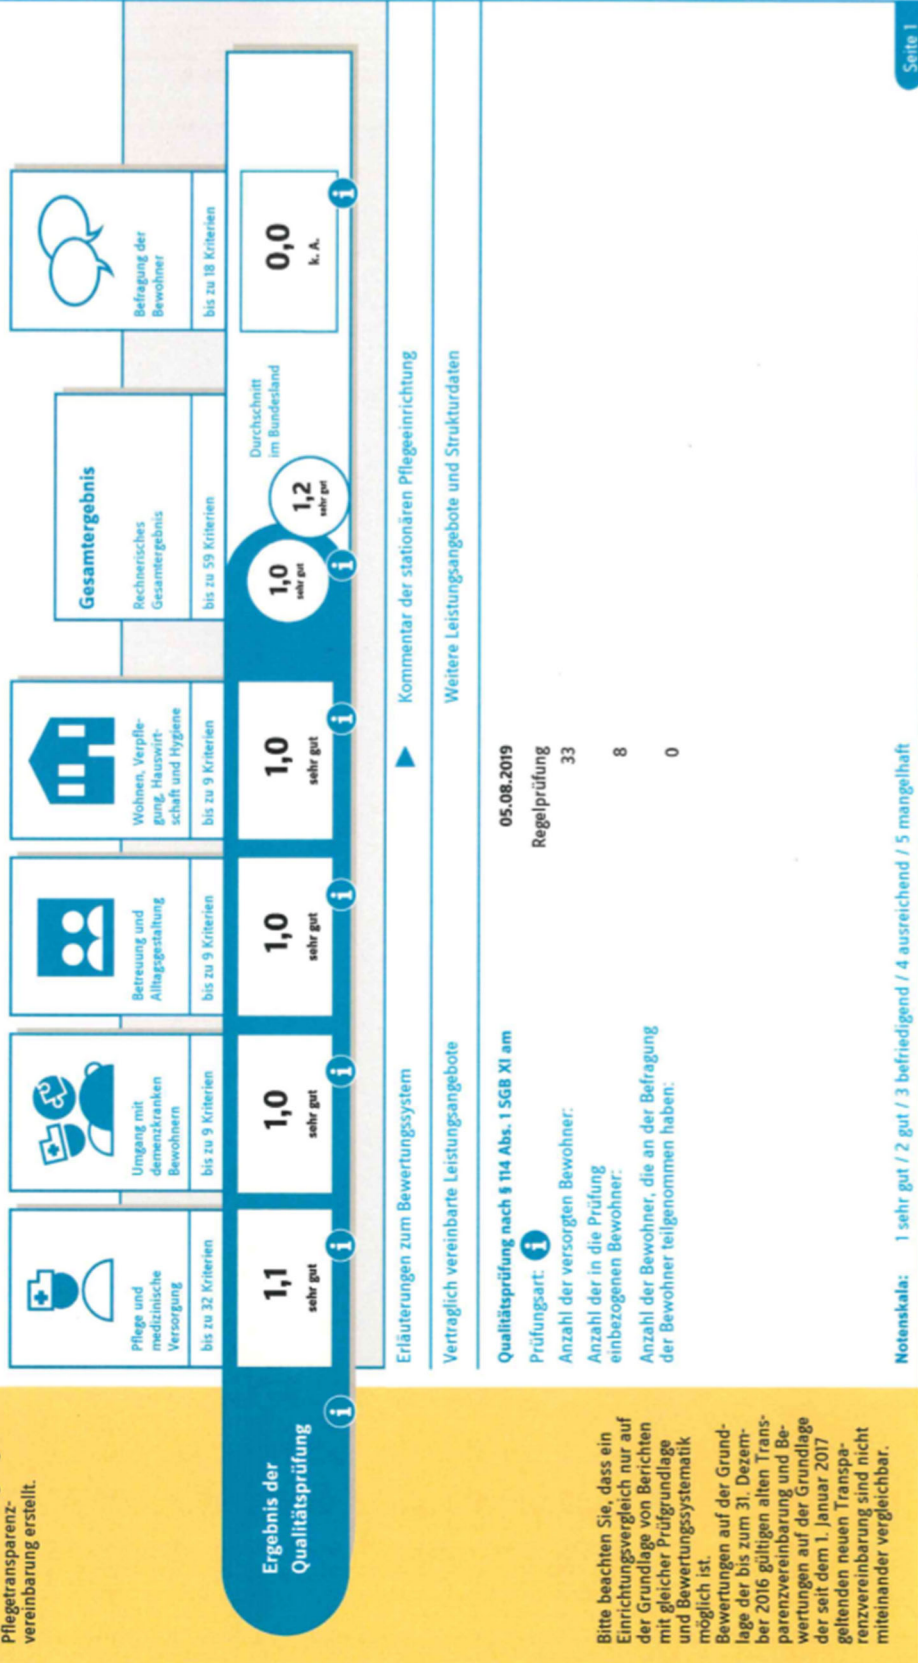 Pflegetransparenz-
vereinbarung erstellt.
Pflege und
medizinische
Versorgung
bis zu 32 Kriterien
Umgang mit
demenzkranken
Bewohnern
bis zu 9 Kriterien
Betreuung und
Alltagsgestaltung
bis zu 9 Kriterien
Wohnen, Verpfle-
gung, Hauswirt-
schaft und Hygiene
bis zu 9 Kriterien
Gesamtergebnis
Rechnerisches
Gesamtergebnis
bis zu 59 Kriterien
Befragung der
Bewohner
bis zu 18 Kriterien
Ergebnis der
Qualitätsprüfung
i
1,1
sehr gut
i
1,0
sehr gut
i
1,0
sehr gut
i
1,0
sehr gut
i
1,0
sehr gut
i
1,2
sehr gut
Durchschnitt
im Bundesland
0,0
k. A.
i
Erläuterungen zum Bewertungssystem
Kommentar der stationären Pflegeeinrichtung
Vertraglich vereinbarte Leistungsangebote
Weitere Leistungsangebote und Strukturdaten
Qualitätsprüfung nach § 114 Abs. 1 SGB XI am 05.08.2019
Prüfungsart: i Regelprüfung
Anzahl der versorgten Bewohner: 33
Anzahl der in die Prüfung
einbezogenen Bewohner: 8
Anzahl der Bewohner, die an der Befragung
der Bewohner teilgenommen haben: 0
Bitte beachten Sie, dass ein
Einrichtungsvergleich nur auf
der Grundlage von Berichten
mit gleicher Prüfgrundlage
und Bewertungssystematik
möglich ist.
Bewertungen auf der Grund-
lage der bis zum 31. Dezem-
ber 2016 gültigen alten Trans-
parenzvereinbarung und Be-
wertungen auf der Grundlage
der seit dem 1. Januar 2017
geltenden neuen Transpa-
renzvereinbarung sind nicht
miteinander vergleichbar.
Notenskala: 1 sehr gut / 2 gut / 3 befriedigend / 4 ausreichend / 5 mangelhaft
Seite 1